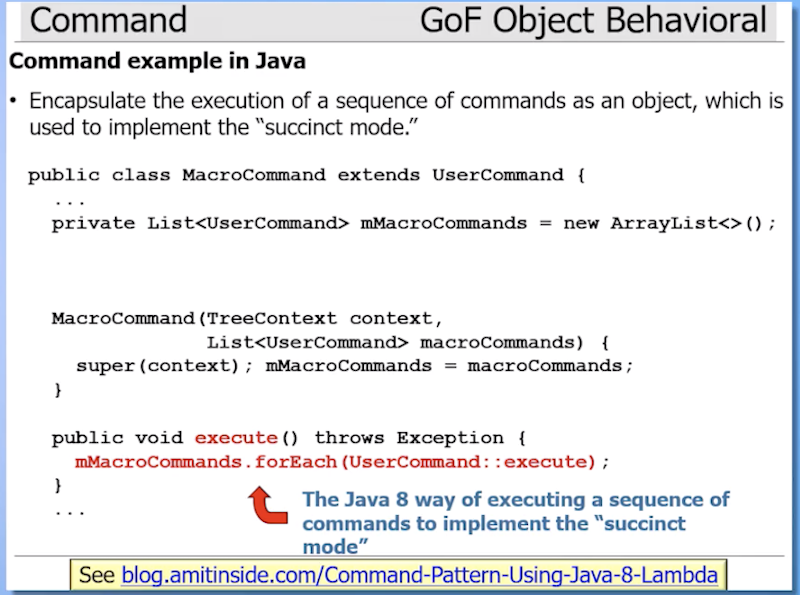 Command GoF Object Behavioral
Command example in Java
• Encapsulate the execution of a sequence of commands as an object, which is
used to implement the “succinct mode.”
public class MacroCommand extends UserCommand {
...
private List<UserCommand> mMacroCommands = new ArrayList<>();
MacroCommand(TreeContext context,
List<UserCommand> macroCommands) {
super(context); mMacroCommands = macroCommands;
}
public void execute() throws Exception {
mMacroCommands.forEach(UserCommand::execute);
}
...
The Java 8 way of executing a sequence of
commands to implement the “succinct
mode”
See blog.amitinside.com/Command-Pattern-Using-Java-8-Lambda